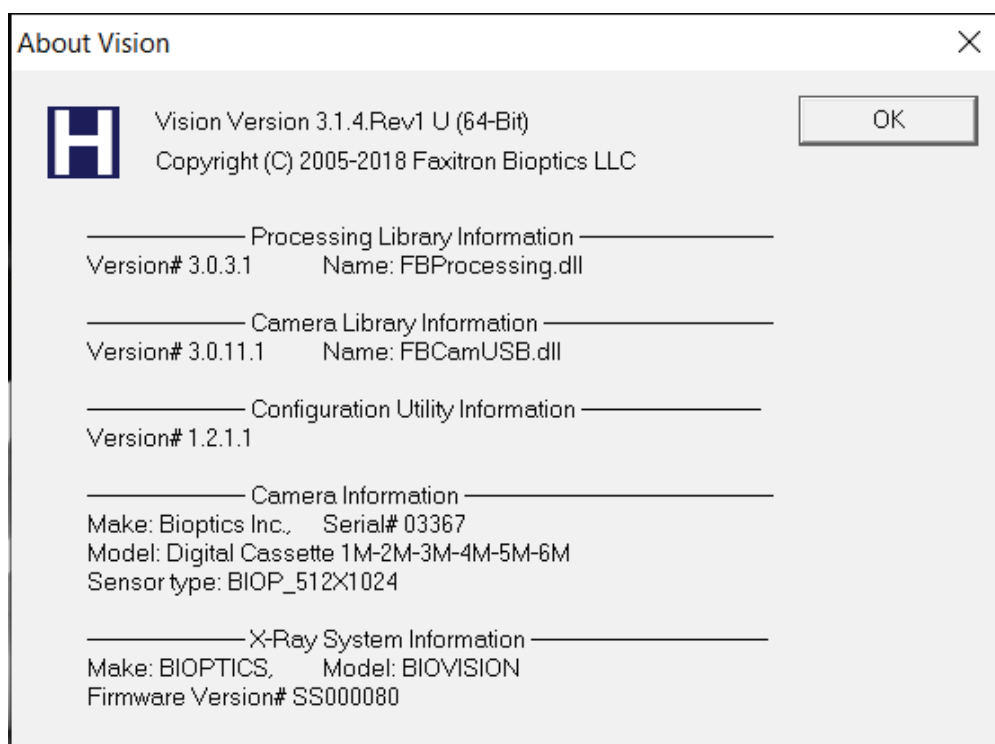 About Vision
H
Vision Version 3.1.4.Rev1 U (64-Bit)
OK
Copyright (C) 2005-2018 Faxitron Bioptics LLC
Processing Library Information
Version# 3.0.3.1 Name: FBProcessing.dll
Camera Library Information
Version# 3.0.11.1 Name: FBCamUSB.dll
Configuration Utility Information
Version# 1.2.1.1
Camera Information
Make: Bioptics Inc., Serial# 03367
Model: Digital Cassette 1M-2M-3M-4M-5M-6M
Sensor type: BIOP_512X1024
X-Ray System Information
Make: BIOPTICS, Model: BIOVISION
Firmware Version# SS000080